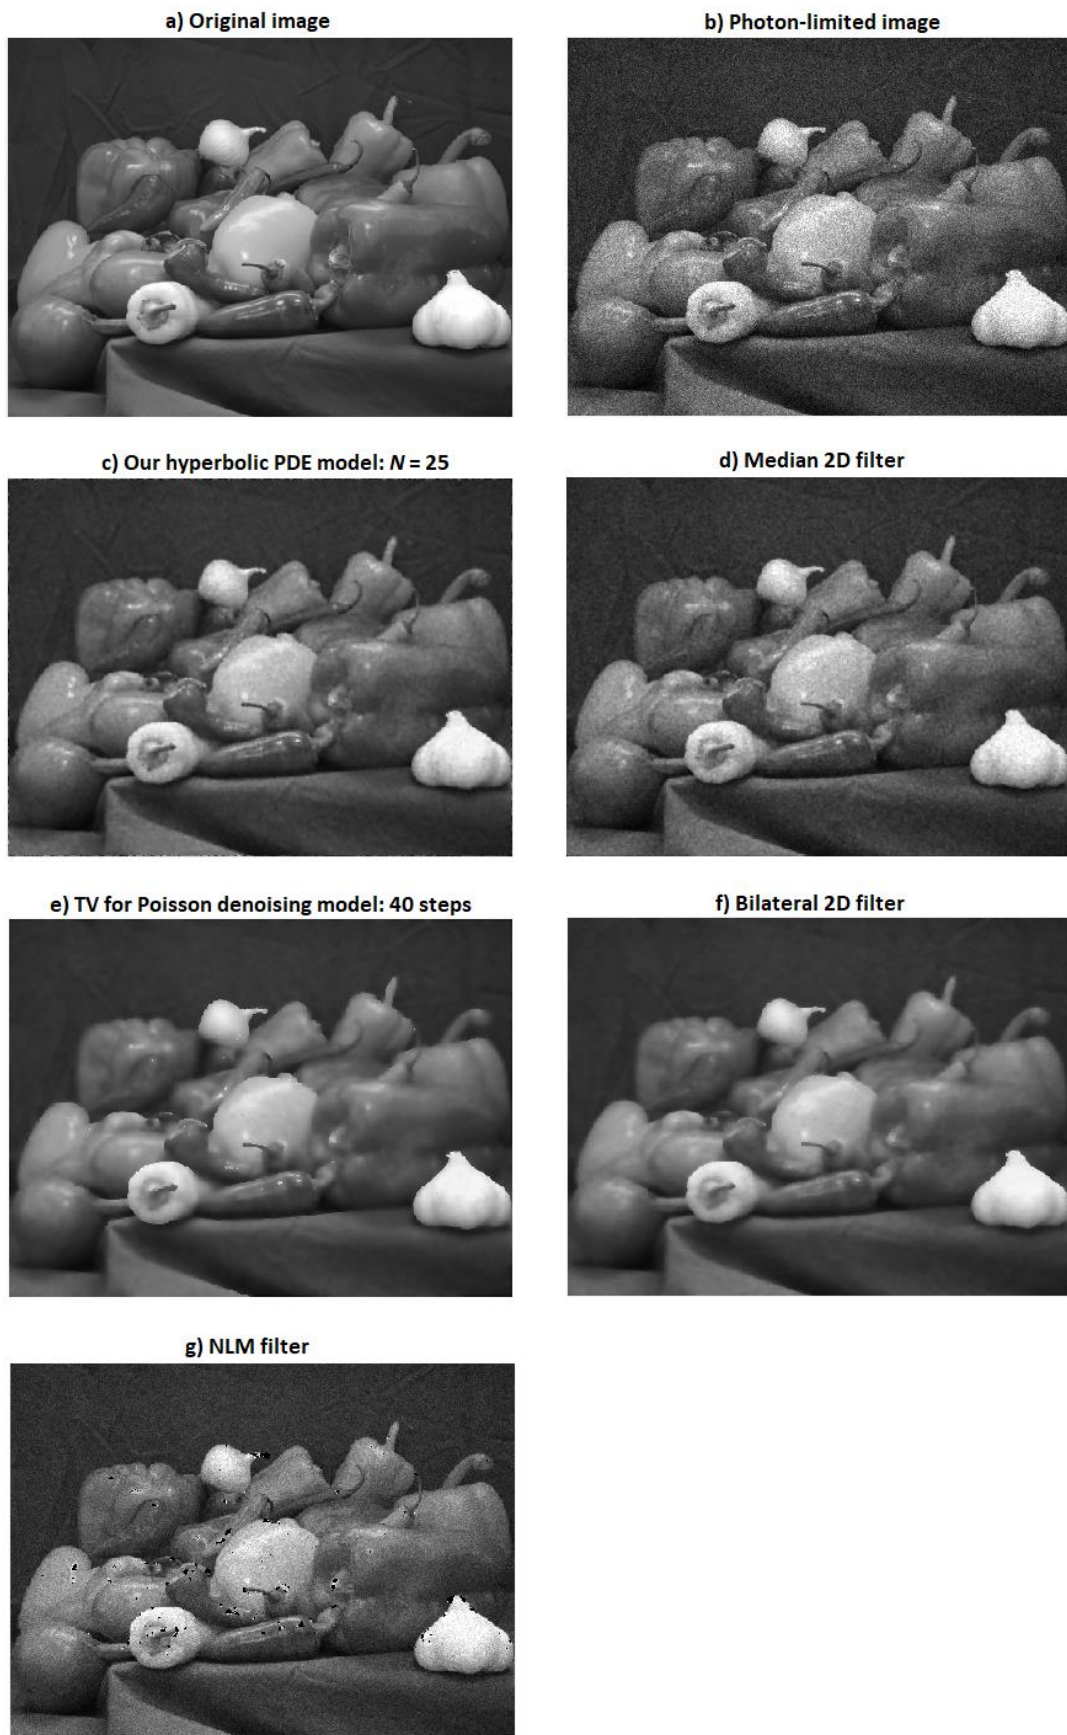 a) Original image
b) Photon-limited image
c) Our hyperbolic PDE model: N = 25
d) Median 2D filter
e) TV for Poisson denoising model: 40 steps
f) Bilateral 2D filter
g) NLM filter